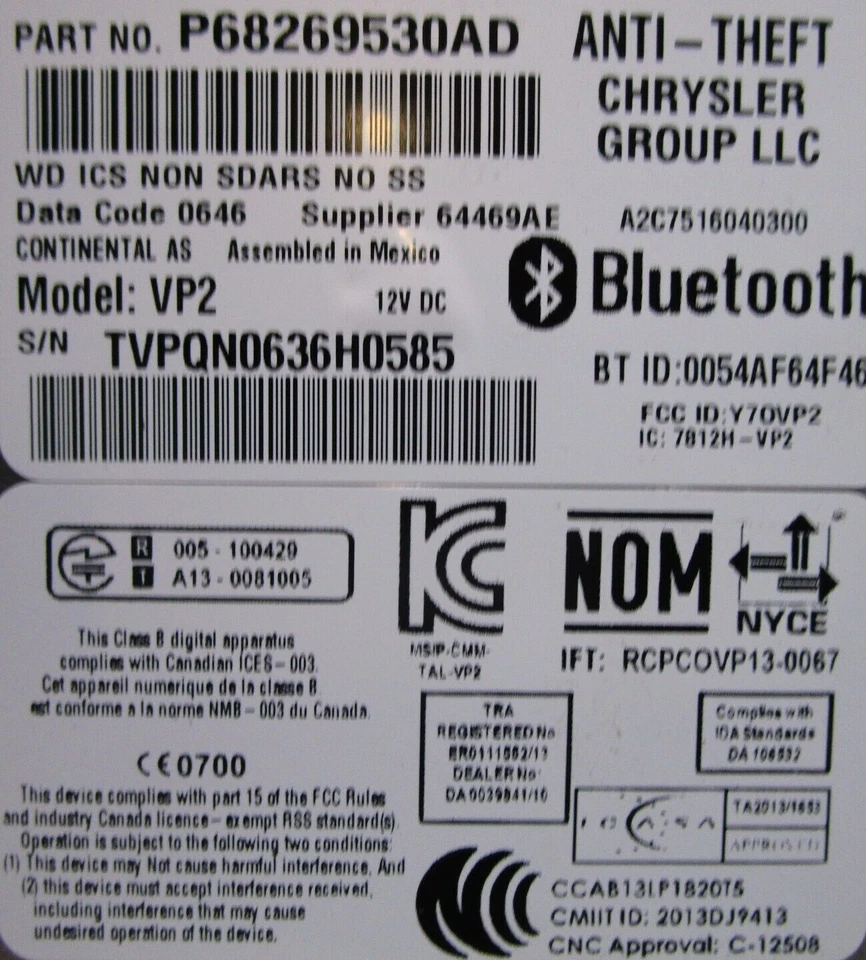 PART NO. P68269530AD
ANTI-THEFT
CHRYSLER
GROUP LLC
WD ICS NON SDARS NO SS
Data Code 0646 Supplier 64469AE
A2C7516040300
CONTINENTAL AS Assembled in Mexico
Model: VP2 12V DC
Bluetooth
S/N TVPQN0636H0585
BT ID:0054AF64F46
FCC ID:Y7OVP2
IC: 7812H-VP2
R 005-100429
T A13-0081005
KC
MSIP-CMM-
TAL-VP2
NOM
NYCE
IFT: RCPCOVP13-0067
This Class B digital apparatus
complies with Canadian ICES-003.
Cet appareil numerique de la classe B
est conforme a la norme NMB-003 du Canada.
CE0700
This device complies with part 15 of the FCC Rules
and industry Canada licence-exempt RSS standard(s).
Operation is subject to the following two conditions:
(1) This device may Not cause harmful interference, And
(2) this device must accept interference received,
including interference that may cause
undesired operation of the device.
TRA
REGISTERED No
DEALER No:
Complies with
IDA Standards
DA 106532
TA2013/1653
APPROVED
CCAB13LP1820T5
CMIIT ID: 2013DJ9413
CNC Approval: C-12508